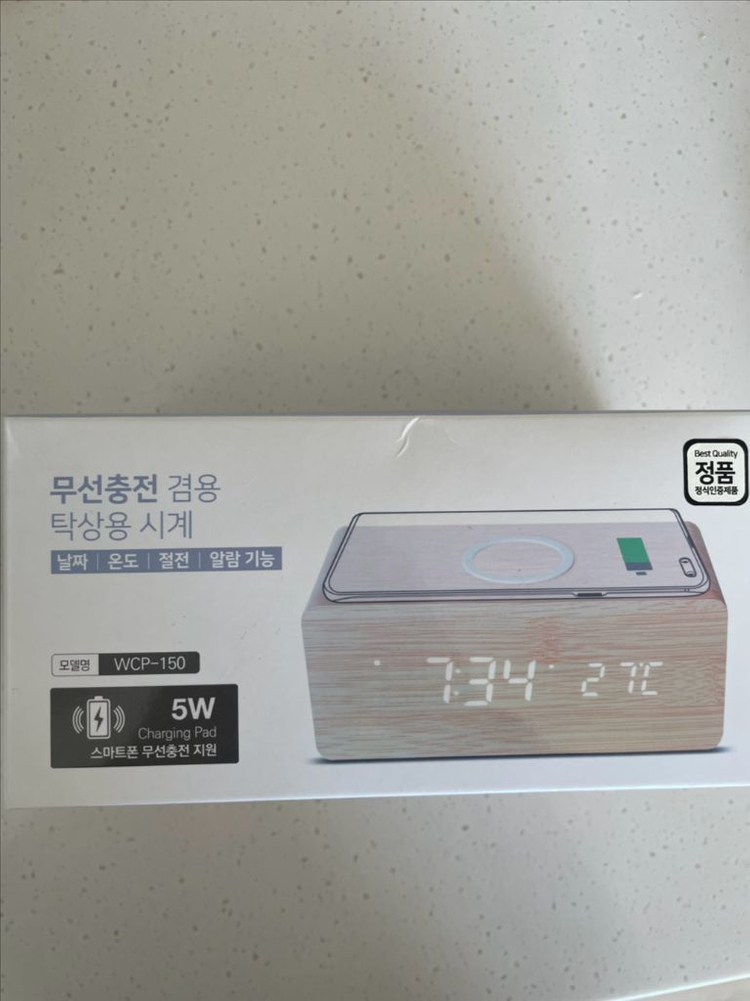 무선충전 겸용
탁상용 시계
날짜 | 온도 | 절전 | 알람 기능
모델명 WCP-150
5W
Charging Pad
스마트폰 무선충전 지원
Best Quality
정품
정식인증제품
7:34 27℃